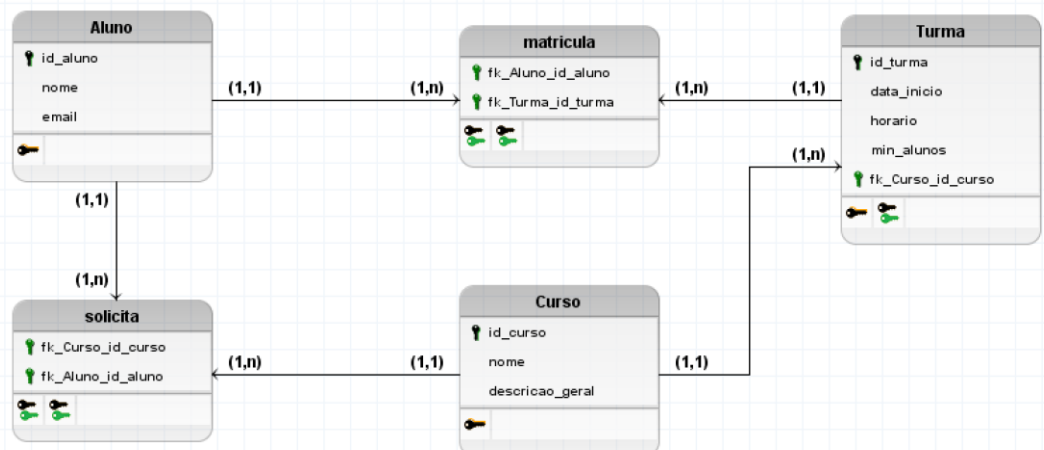 Aluno
id_aluno
nome
email
(1,1)
(1,n)
matricula
fk_Aluno_id_aluno
fk_Turma_id_turma
(1,n)
(1,1)
Turma
id_turma
data_inicio
horario
min_alunos
fk_Curso_id_curso
(1,n)
(1,1)
(1,n)
solicita
fk_Curso_id_curso
fk_Aluno_id_aluno
(1,n)
(1,1)
Curso
id_curso
nome
descricao_geral
(1,1)